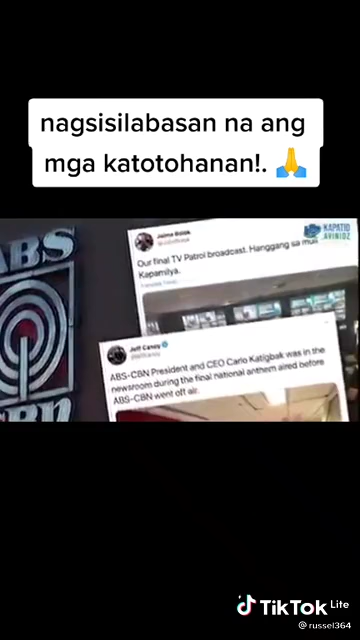 nagsisilabasan na ang
mga katotohanan!. 🙏
ABS
CBN
KAPATID
AVINIDZ
Our final TV Patrol broadcast. Hanggang sa muli
Kapamilya.
Jeff Canoy
ABS-CBN President and CEO Carlo Katigbak was in the
newsroom during the final national anthem aired before
ABS-CBN went off air.
TikTok Lite
@russel364